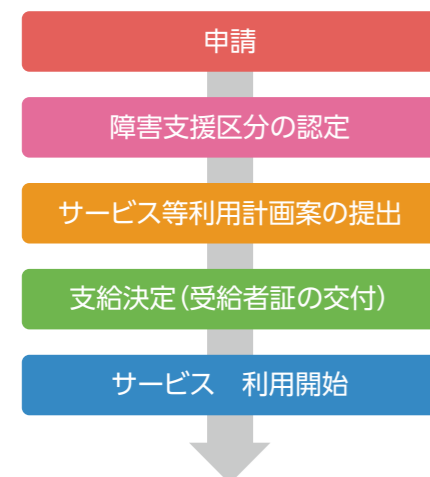 申請
障害支援区分の認定
サービス等利用計画案の提出
支給決定(受給者証の交付)
サービス　利用開始